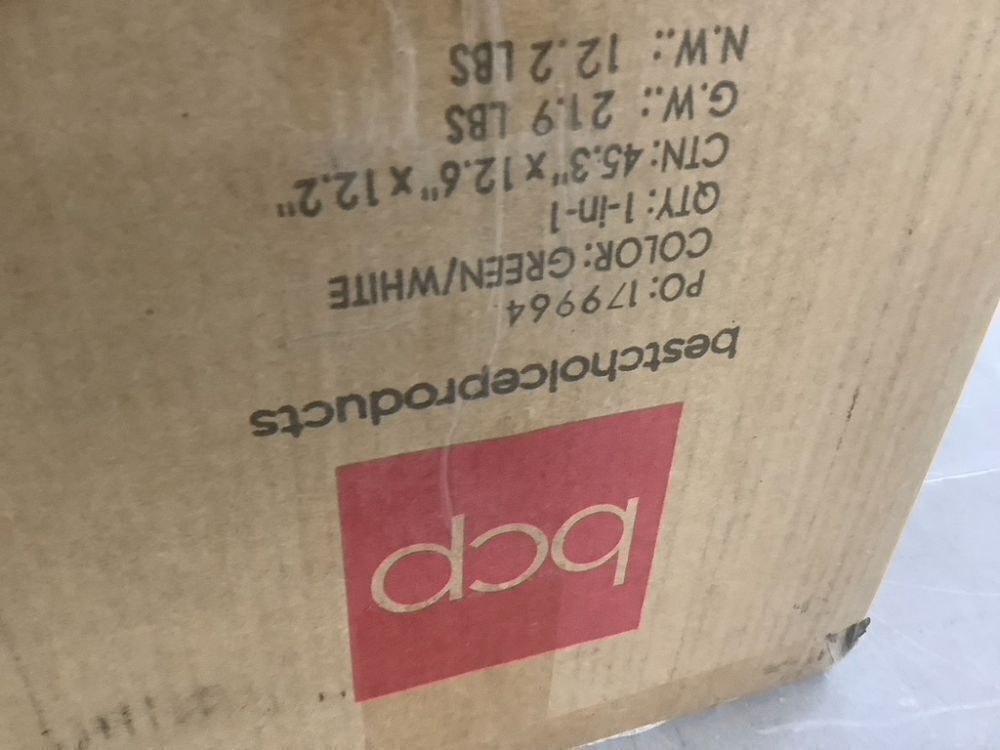 bcp
bestchoiceproducts
PO: 179964
COLOR: GREEN/WHITE
QTY: 1-in-1
CTN: 45.3" x 12.6" x 12.2"
G.W.: 21.9 LBS
N.W.: 12.2 LBS